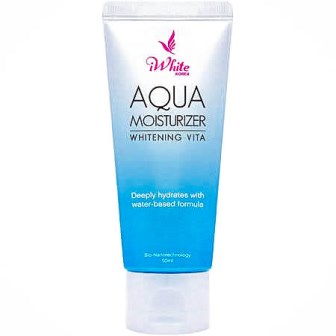 iWhite
KOREA
AQUA
MOISTURIZER
WHITENING VITA
Deeply hydrates with
water-based formula
Bio-Nanotechnology
50ml